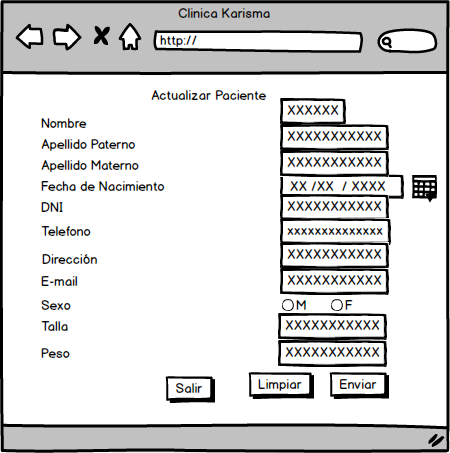 Clinica Karisma
http://
Actualizar Paciente
XXXXXX
Nombre
Apellido Paterno XXXXXXXXXXX
Apellido Materno XXXXXXXXXXX
Fecha de Nacimiento XX /XX / XXXX
DNI XXXXXXXXXXX
Telefono xxxxxxxxxxxxxx
Dirección XXXXXXXXXXX
E-mail XXXXXXXXXXX
Sexo M F
Talla XXXXXXXXXXX
Peso XXXXXXXXXXX
Salir Limpiar Enviar